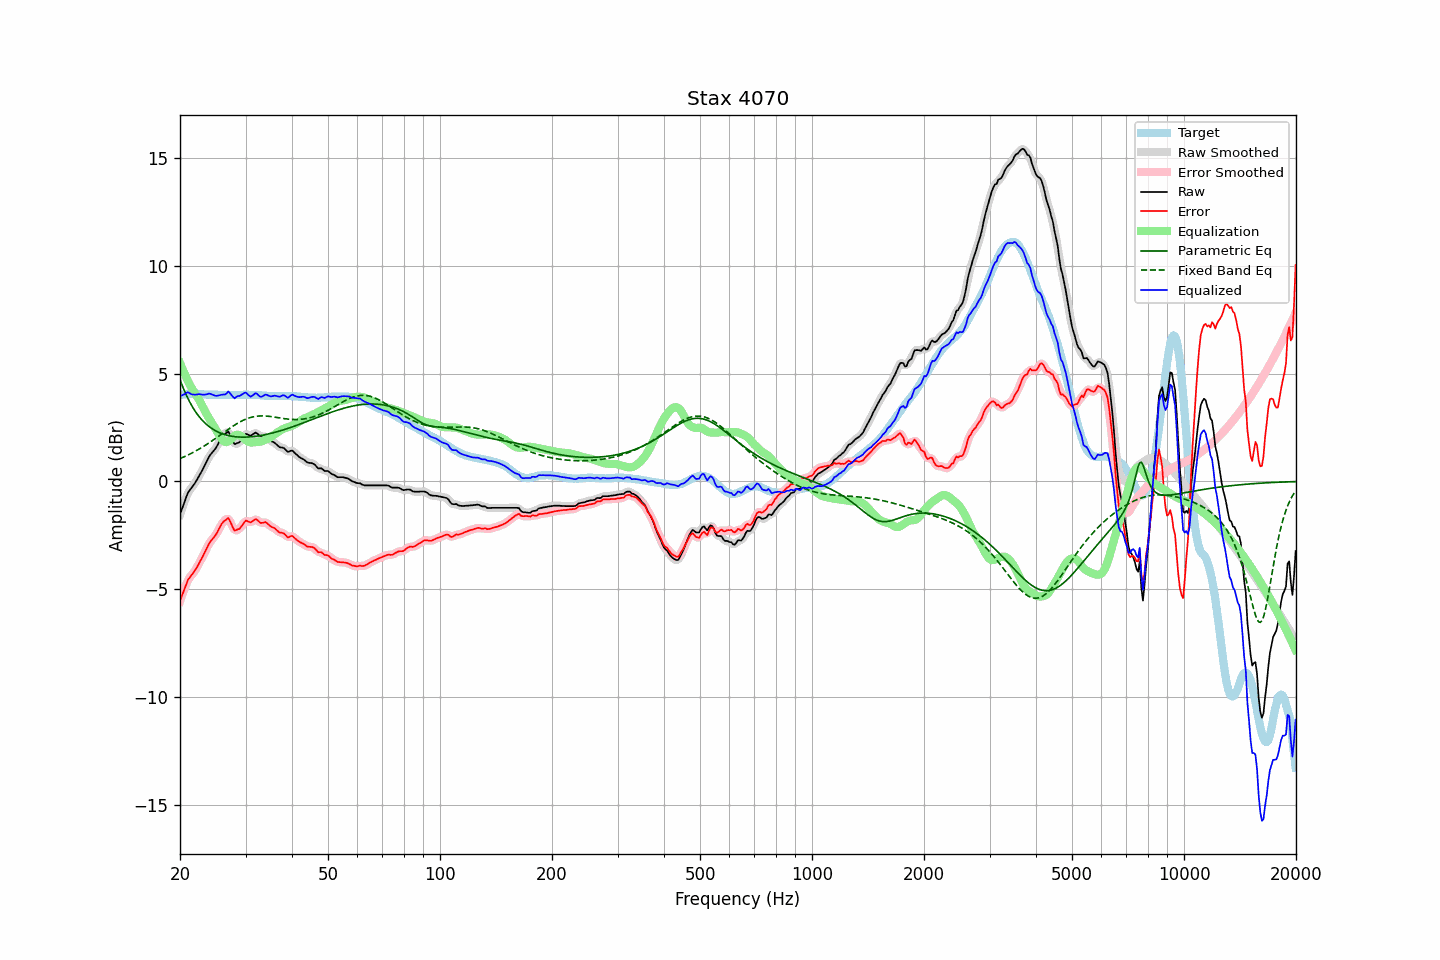 Stax 4070
Amplitude (dBr)
15
10
5
0
−5
−10
−15
Target
Raw Smoothed
Error Smoothed
Raw
Error
Equalization
Parametric Eq
Fixed Band Eq
Equalized
20
50
100
200
500
1000
2000
5000
10000
20000
Frequency (Hz)